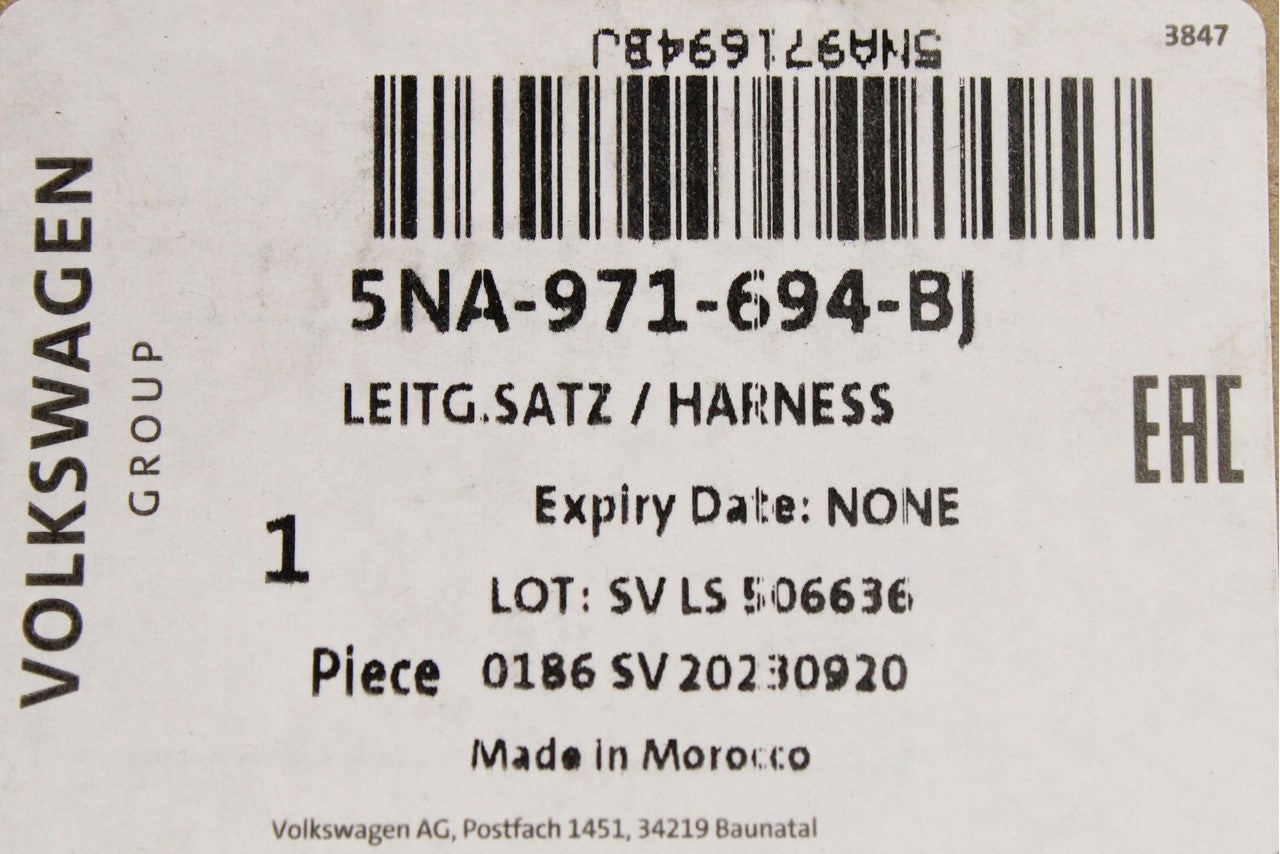 3847
5NA971694BJ
5NA-971-694-BJ
LEITG.SATZ / HARNESS
EAC
Expiry Date: NONE
1
LOT: SV LS 506636
Piece 0186 SV 20230920
Made in Morocco
Volkswagen AG, Postfach 1451, 34219 Baunatal
VOLKSWAGEN
GROUP